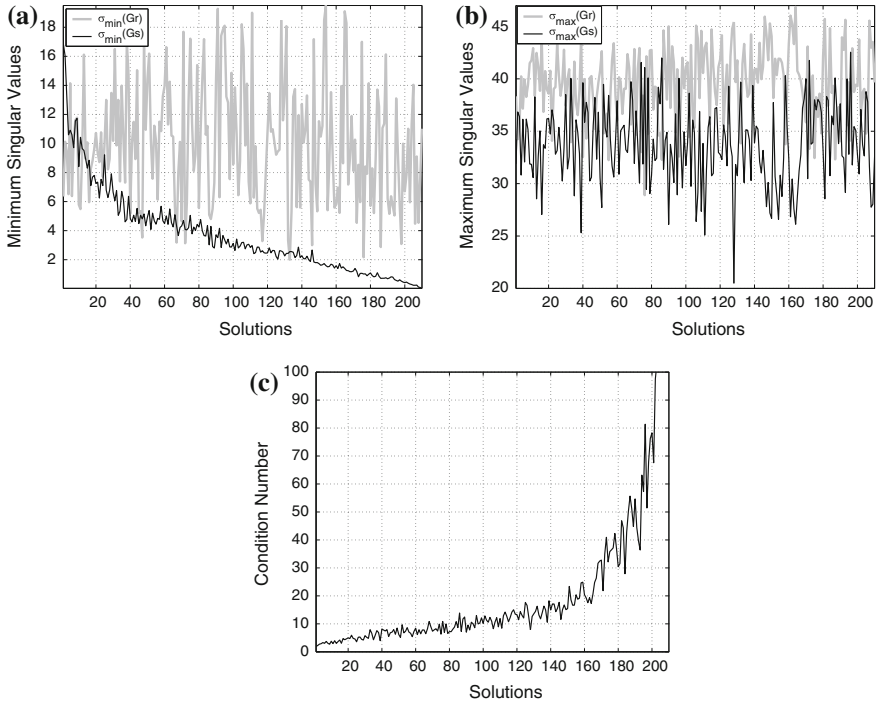 (a)
σmin(Gr)
σmin(Gs)
Minimum Singular Values
18
16
14
12
10
8
6
4
2
20 40 60 80 100 120 140 160 180 200
Solutions
(b)
σmax(Gr)
σmax(Gs)
Maximum Singular Values
45
40
35
30
25
20
20 40 60 80 100 120 140 160 180 200
Solutions
(c)
Condition Number
100
90
80
70
60
50
40
30
20
10
0
20 40 60 80 100 120 140 160 180 200
Solutions